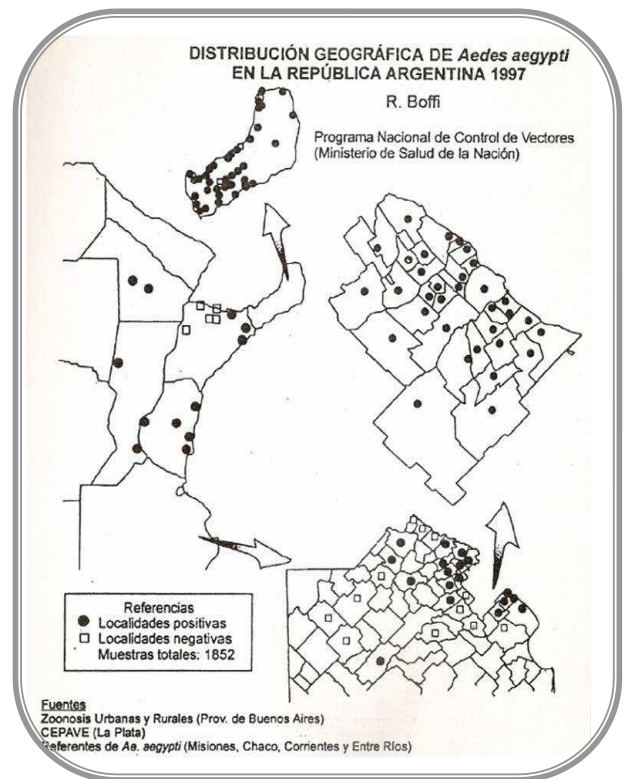 DISTRIBUCIÓN GEOGRÁFICA DE Aedes aegypti
EN LA REPÚBLICA ARGENTINA 1997
R. Boffi
Programa Nacional de Control de Vectores
(Ministerio de Salud de la Nación)
Referencias
Localidades positivas
Localidades negativas
Muestras totales: 1852
Fuentes
Zoonosis Urbanas y Rurales (Prov. de Buenos Aires)
CEPAVE (La Plata)
Referentes de Ae. aegypti (Misiones, Chaco, Corrientes y Entre Ríos)